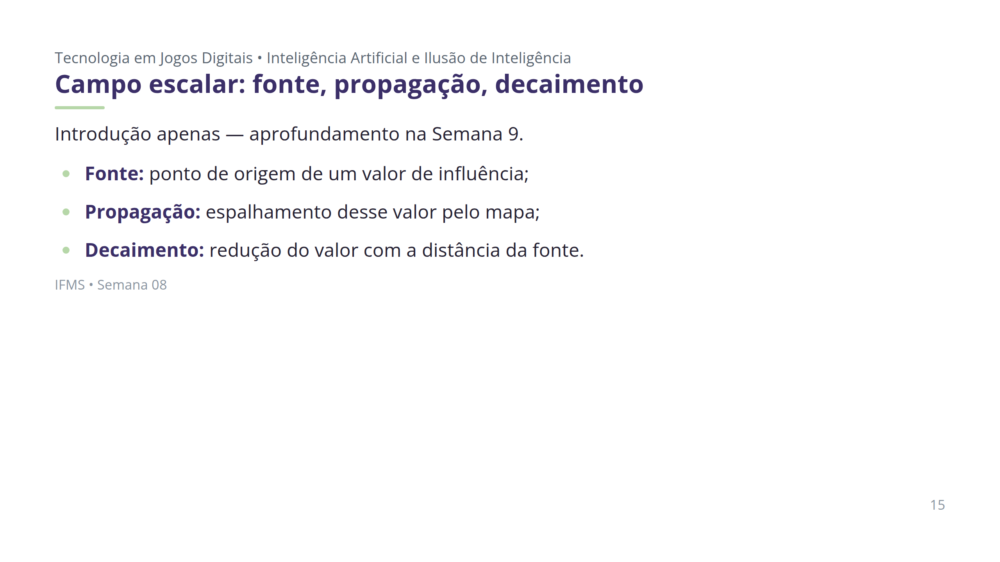 Tecnologia em Jogos Digitais • Inteligência Artificial e Ilusão de Inteligência
Campo escalar: fonte, propagação, decaimento
Introdução apenas — aprofundamento na Semana 9.
• Fonte: ponto de origem de um valor de influência;
• Propagação: espalhamento desse valor pelo mapa;
• Decaimento: redução do valor com a distância da fonte.
IFMS • Semana 08
15